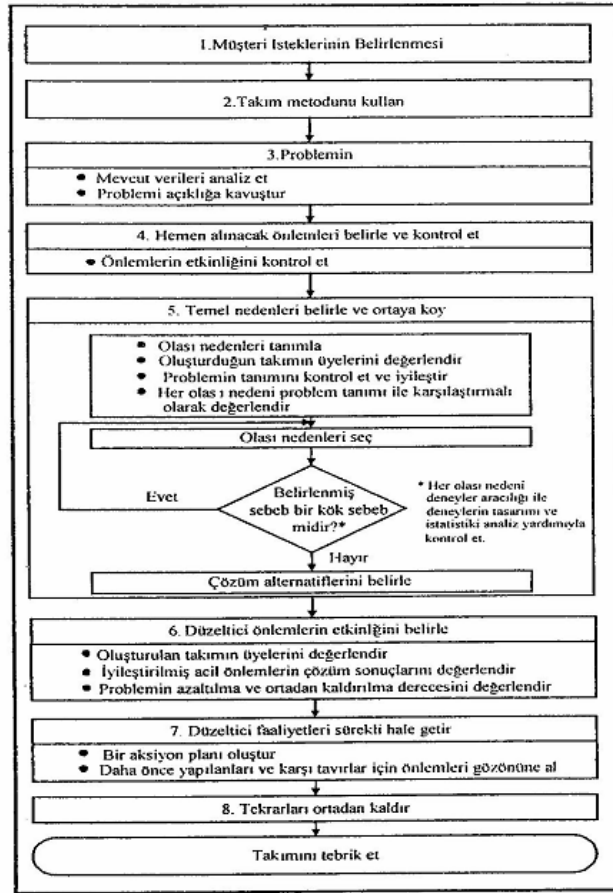 1.Müşteri Isteklerinin Belirlenmesi
2.Takım metodunu kullan
3.Problemin
• Mevcut verileri analiz et
• Problemi açıklığa kavuştur
4. Hemen alınacak önlemleri belirle ve kontrol et
• Önlemlerin etkinliğini kontrol et
5. Temel nedenleri belirle ve ortaya koy
• Olası nedenleri tanımla
• Oluşturduğun takımın üyelerini değerlendir
• Problemin tanımını kontrol et ve iyileştir
• Her olası nedeni problem tanımı ile karşılaştırmalı
olarak değerlendir
Olası nedenleri seç
Evet
Belirlenmiş
sebeb bir kök sebeb
midir?*
* Her olası nedeni
deneyler aracılığı ile
deneylerin tasarımı ve
istatistiki analiz yardımıyla
kontrol et.
Hayır
Çözüm alternatiflerini belirle
6. Düzeltici önlemlerin etkinlğini belirle
• Oluşturulan takımın üyelerini değerlendir
• İyileştirilmiş acil önlemlerin çözüm sonuçlarını değerlendir
• Problemin azaltılma ve ortadan kaldırılma derecesini değerlendir
7. Düzeltici faaliyetleri sürekli hale getir
• Bir aksiyon planı oluştur
• Daha önce yapılanları ve karşı tavırlar için önlemleri gözönüne al
8. Tekrarları ortadan kaldır
Takımını tebrik et